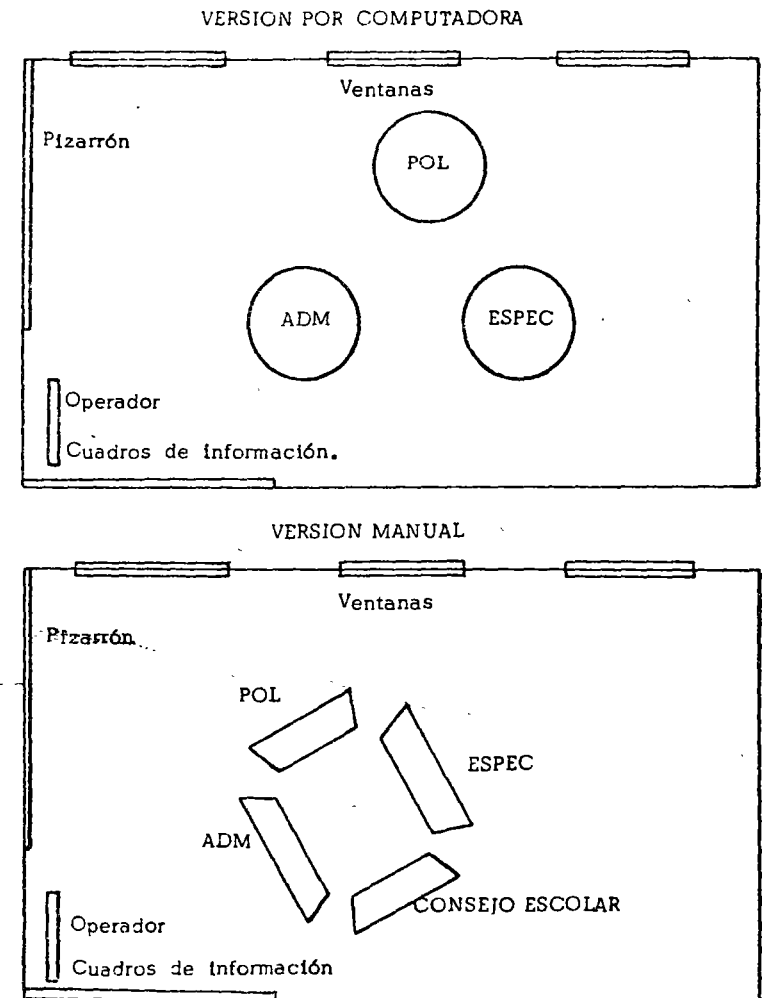 VERSION POR COMPUTADORA
Ventanas
Pizarrón
POL
ADM
ESPEC
Operador
Cuadros de información.
VERSION MANUAL
Ventanas
Pizarrón
POL
ESPEC
ADM
CONSEJO ESCOLAR
Operador
Cuadros de información